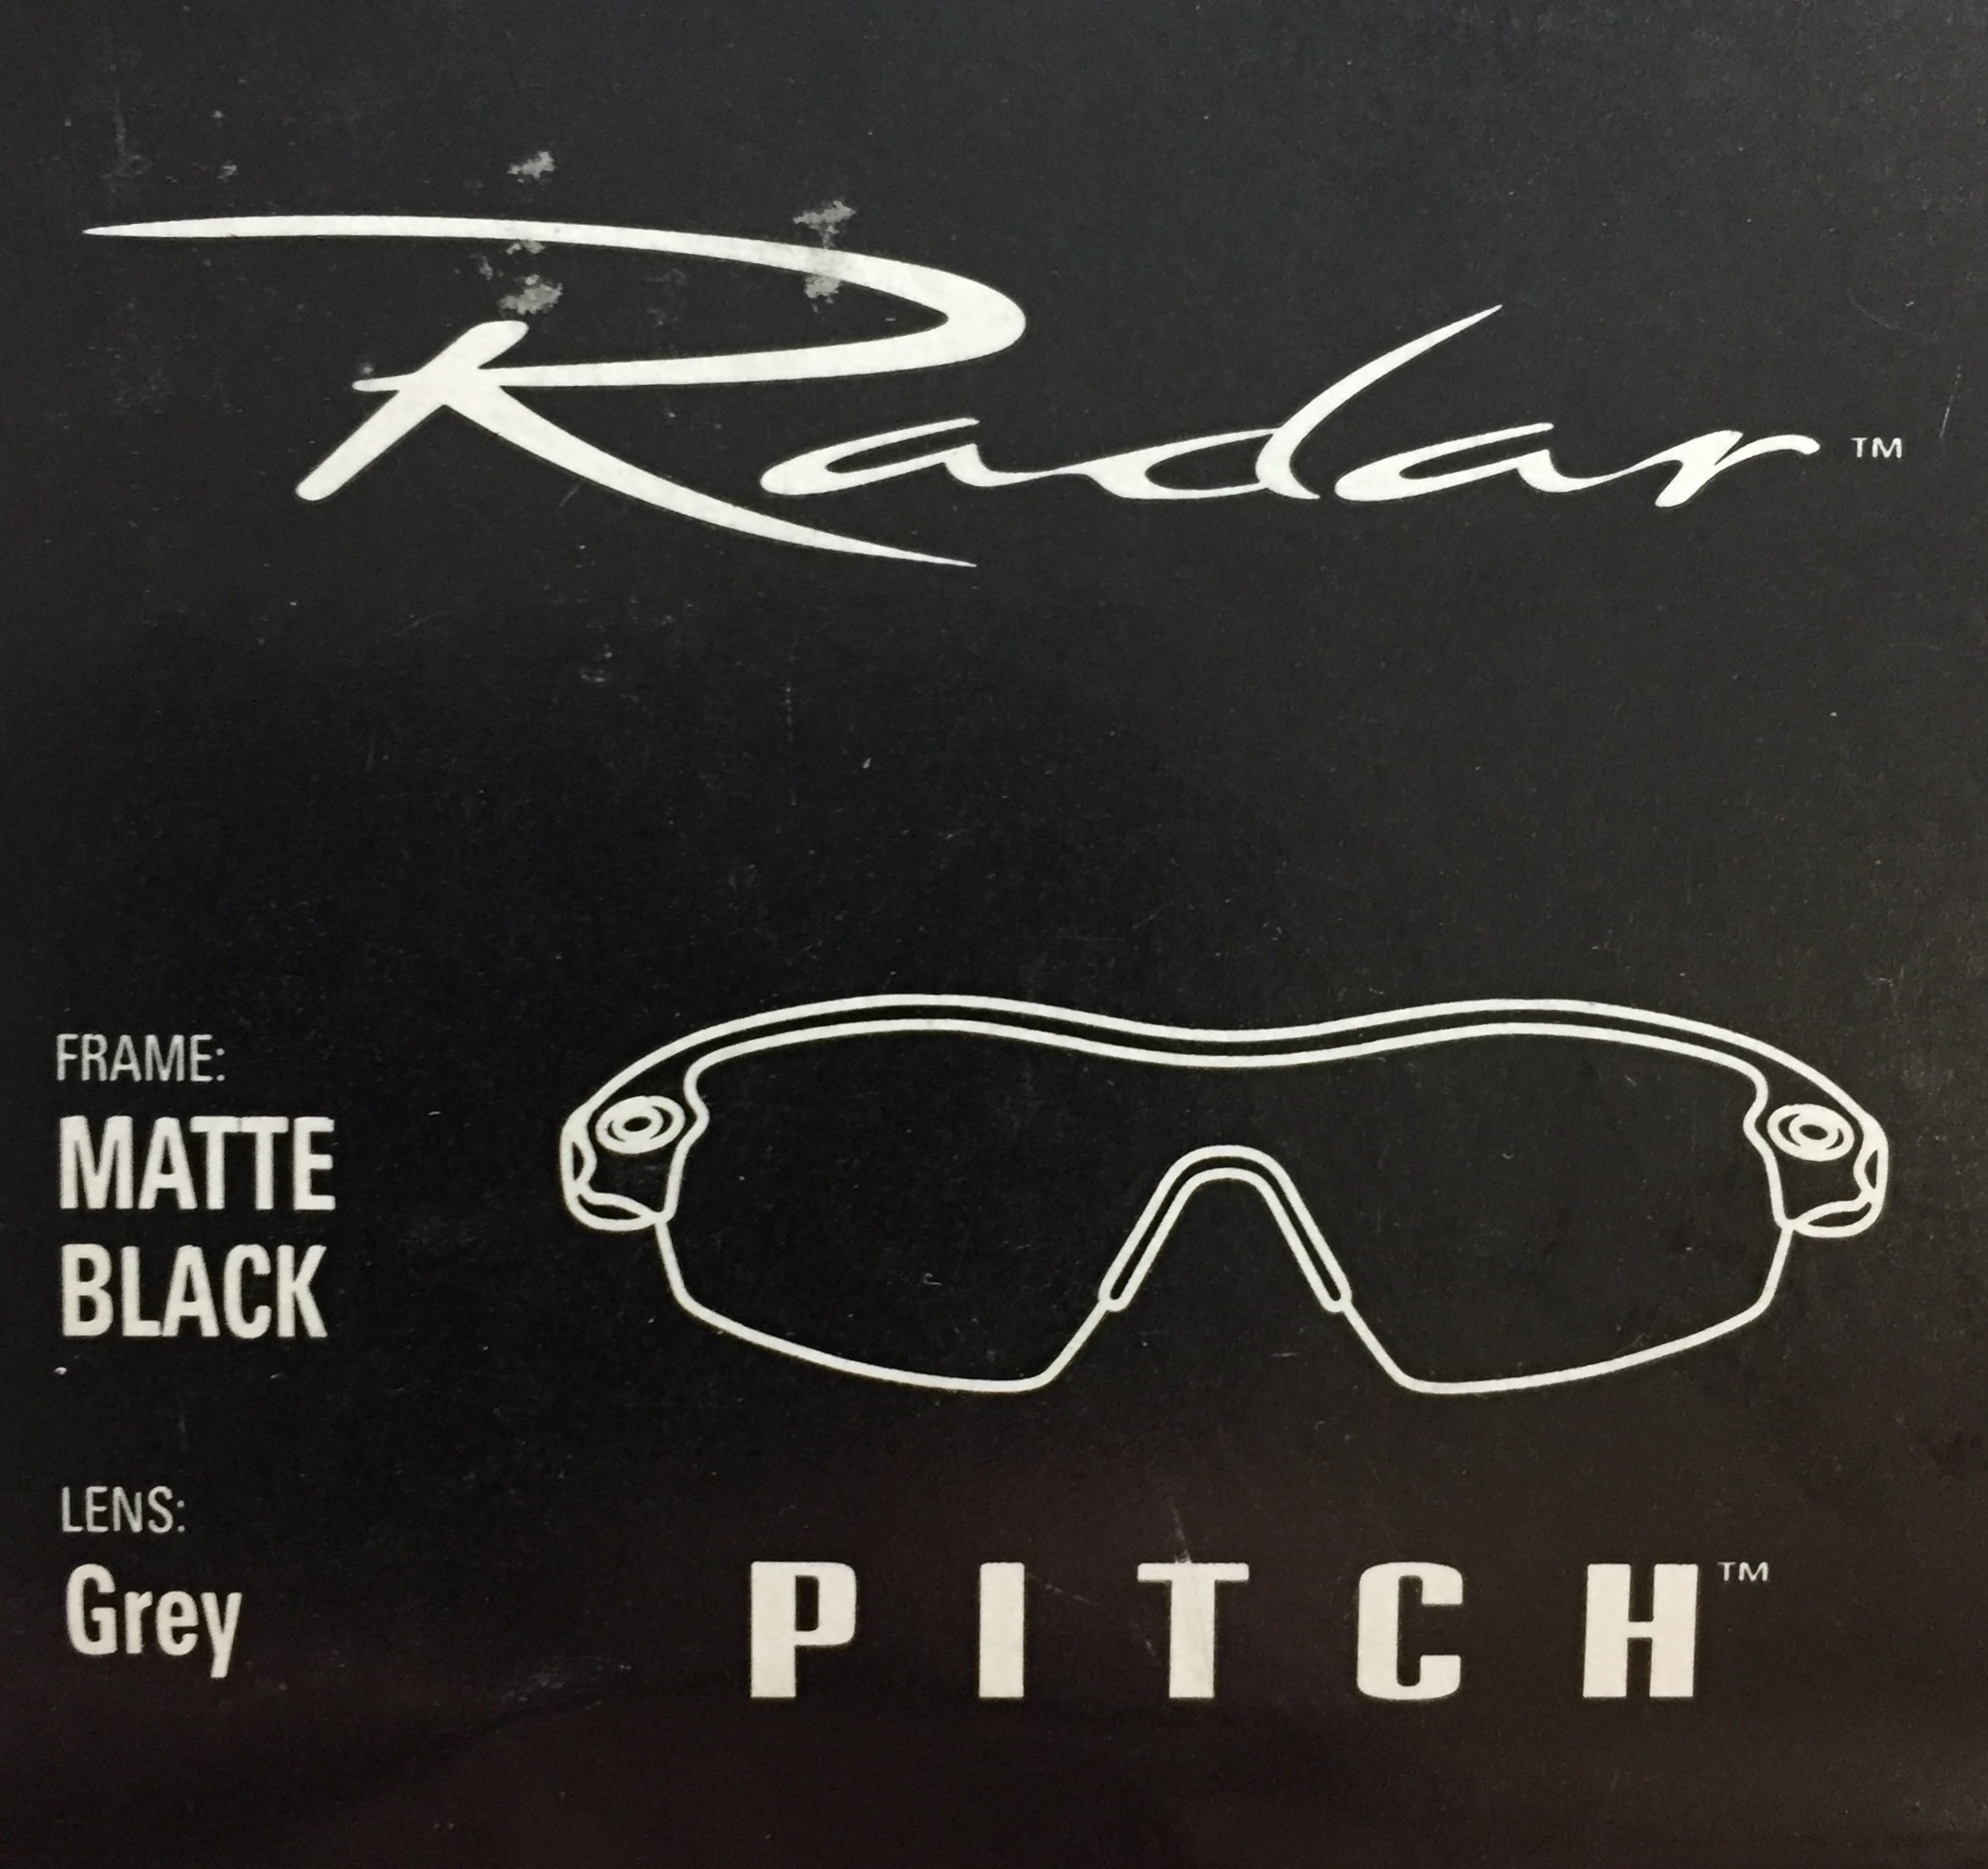 Radar™
FRAME:
MATTE
BLACK
LENS:
Grey
PITCH™